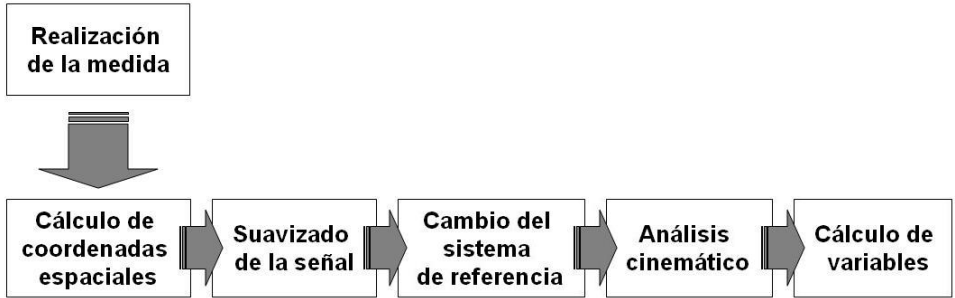 Realización
de la medida
Cálculo de
coordenadas
espaciales
Suavizado
de la señal
Cambio del
sistema
de referencia
Análisis
cinemático
Cálculo de
variables